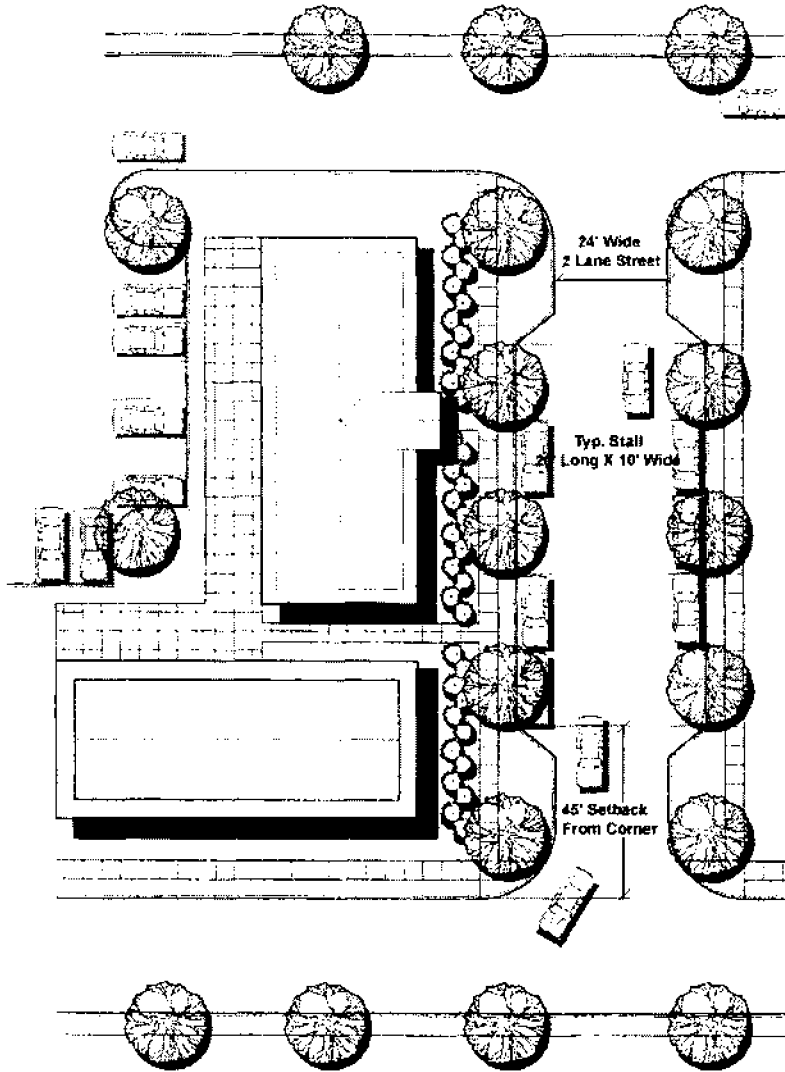 24' Wide
2 Lane Street
Typ. Stall
Long X 10' Wide
45' Setback
From Corner